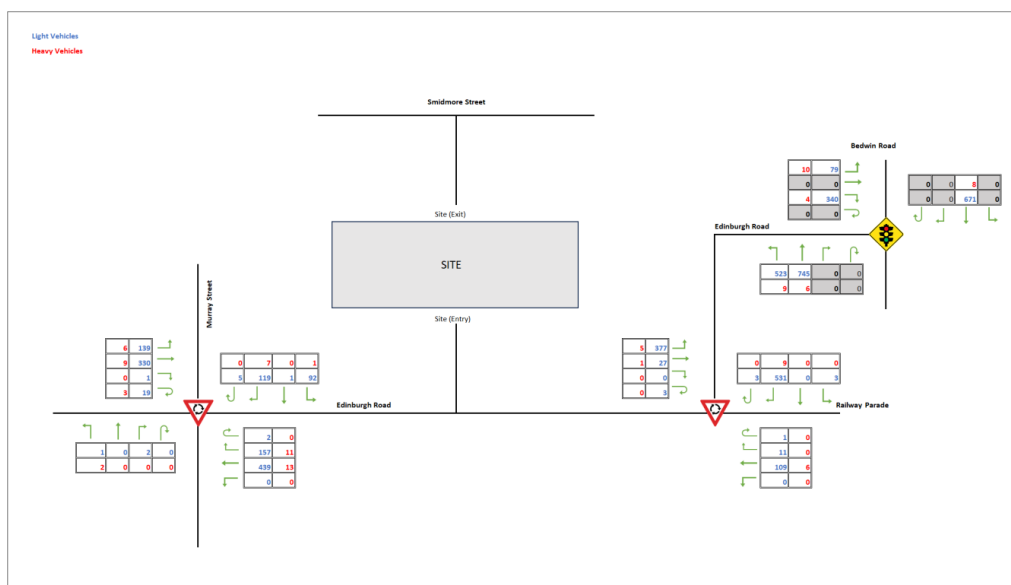 Light Vehicles
Heavy Vehicles
Smidmore Street
Bedwin Road
10 79
0 0
4 340
0 0
0 0 8 0
0 0 671 0
Site (Exit)
Edinburgh Road
SITE
523 745 0 0
9 6 0 0
Murray Street
Site (Entry)
6 139
9 330
0 1
3 19
0 7 0 1
5 119 1 92
5 377
1 27
0 0
0 3
0 9 0 0
3 531 0 3
Edinburgh Road
Railway Parade
1 0 2 0
2 0 0 0
2 0
157 11
439 13
0 0
1 0
11 0
109 6
0 0